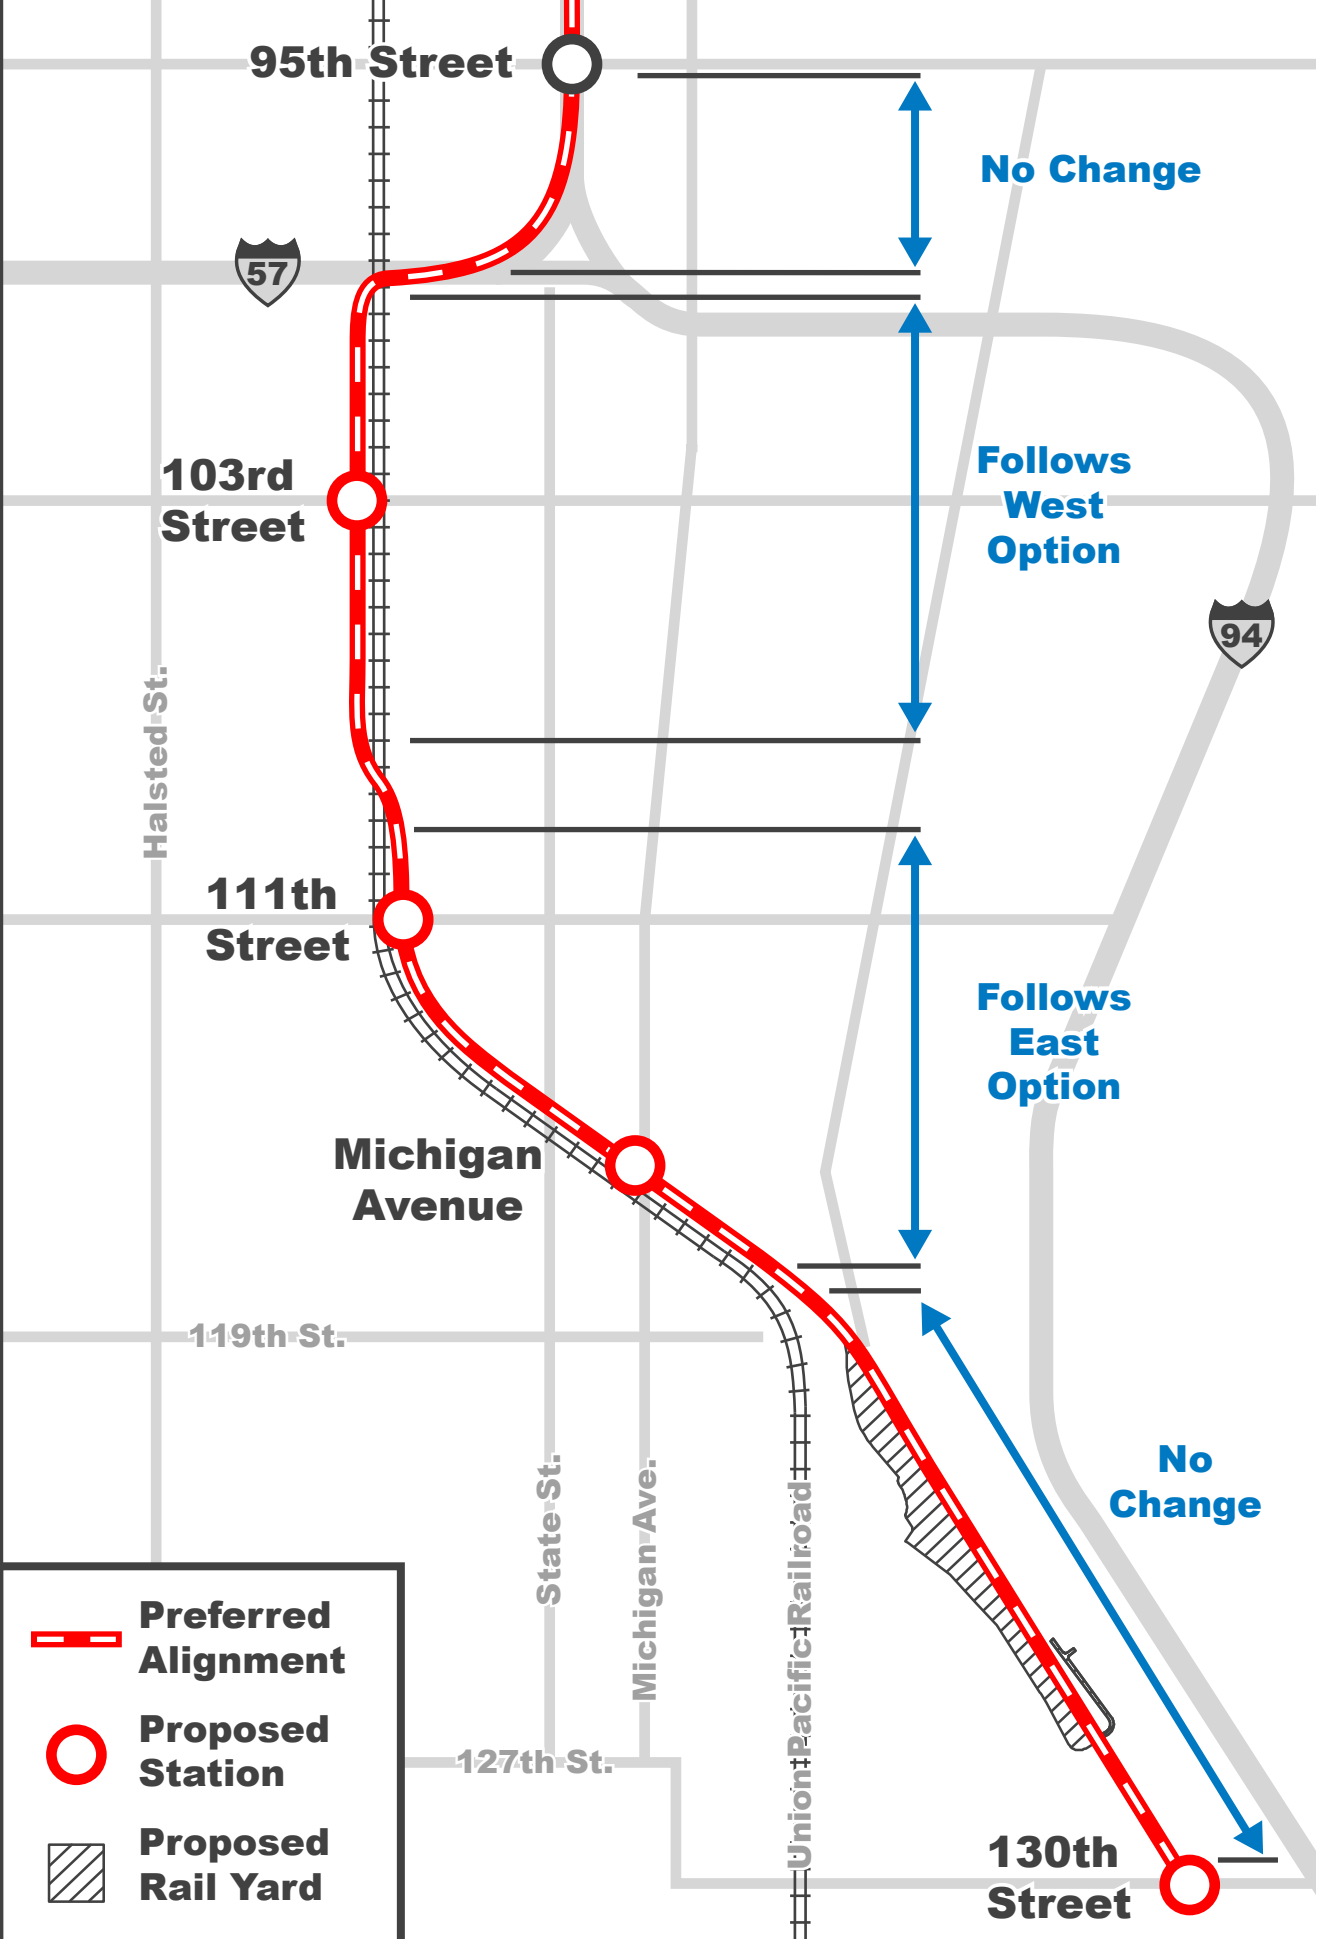 95th Street
No Change
57
103rd
Street
Follows
West
Option
94
Halsted St.
111th
Street
Follows
East
Option
Michigan
Avenue
119th St.
State St.
Michigan Ave.
Union Pacific Railroad
No
Change
Preferred
Alignment
Proposed
Station
Proposed
Rail Yard
127th St.
130th
Street